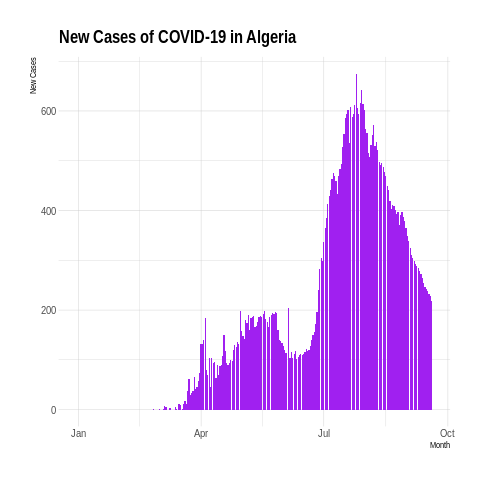 New Cases of COVID-19 in Algeria
New Cases
600
400
200
0
Jan Apr Jul Oct
Month